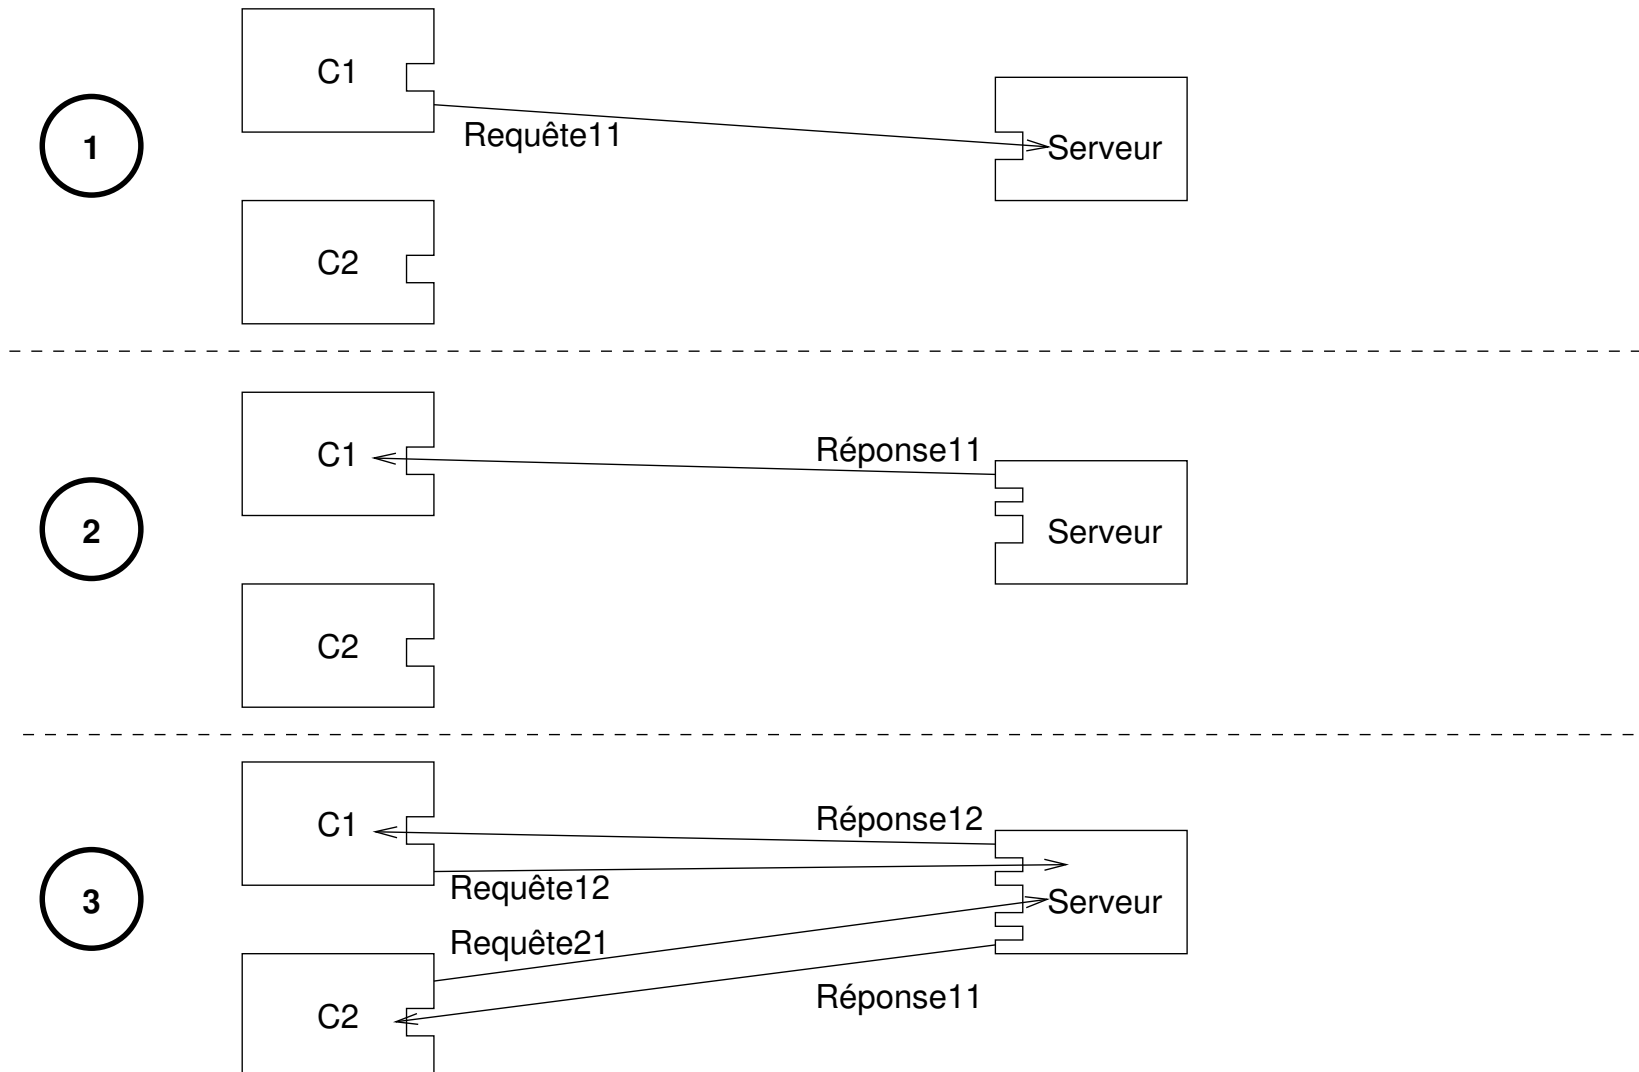 C1
1
Requête11
Serveur
C2
C1
Réponse11
2
Serveur
C2
C1
Réponse12
Requête12
3
Serveur
Requête21
Réponse11
C2